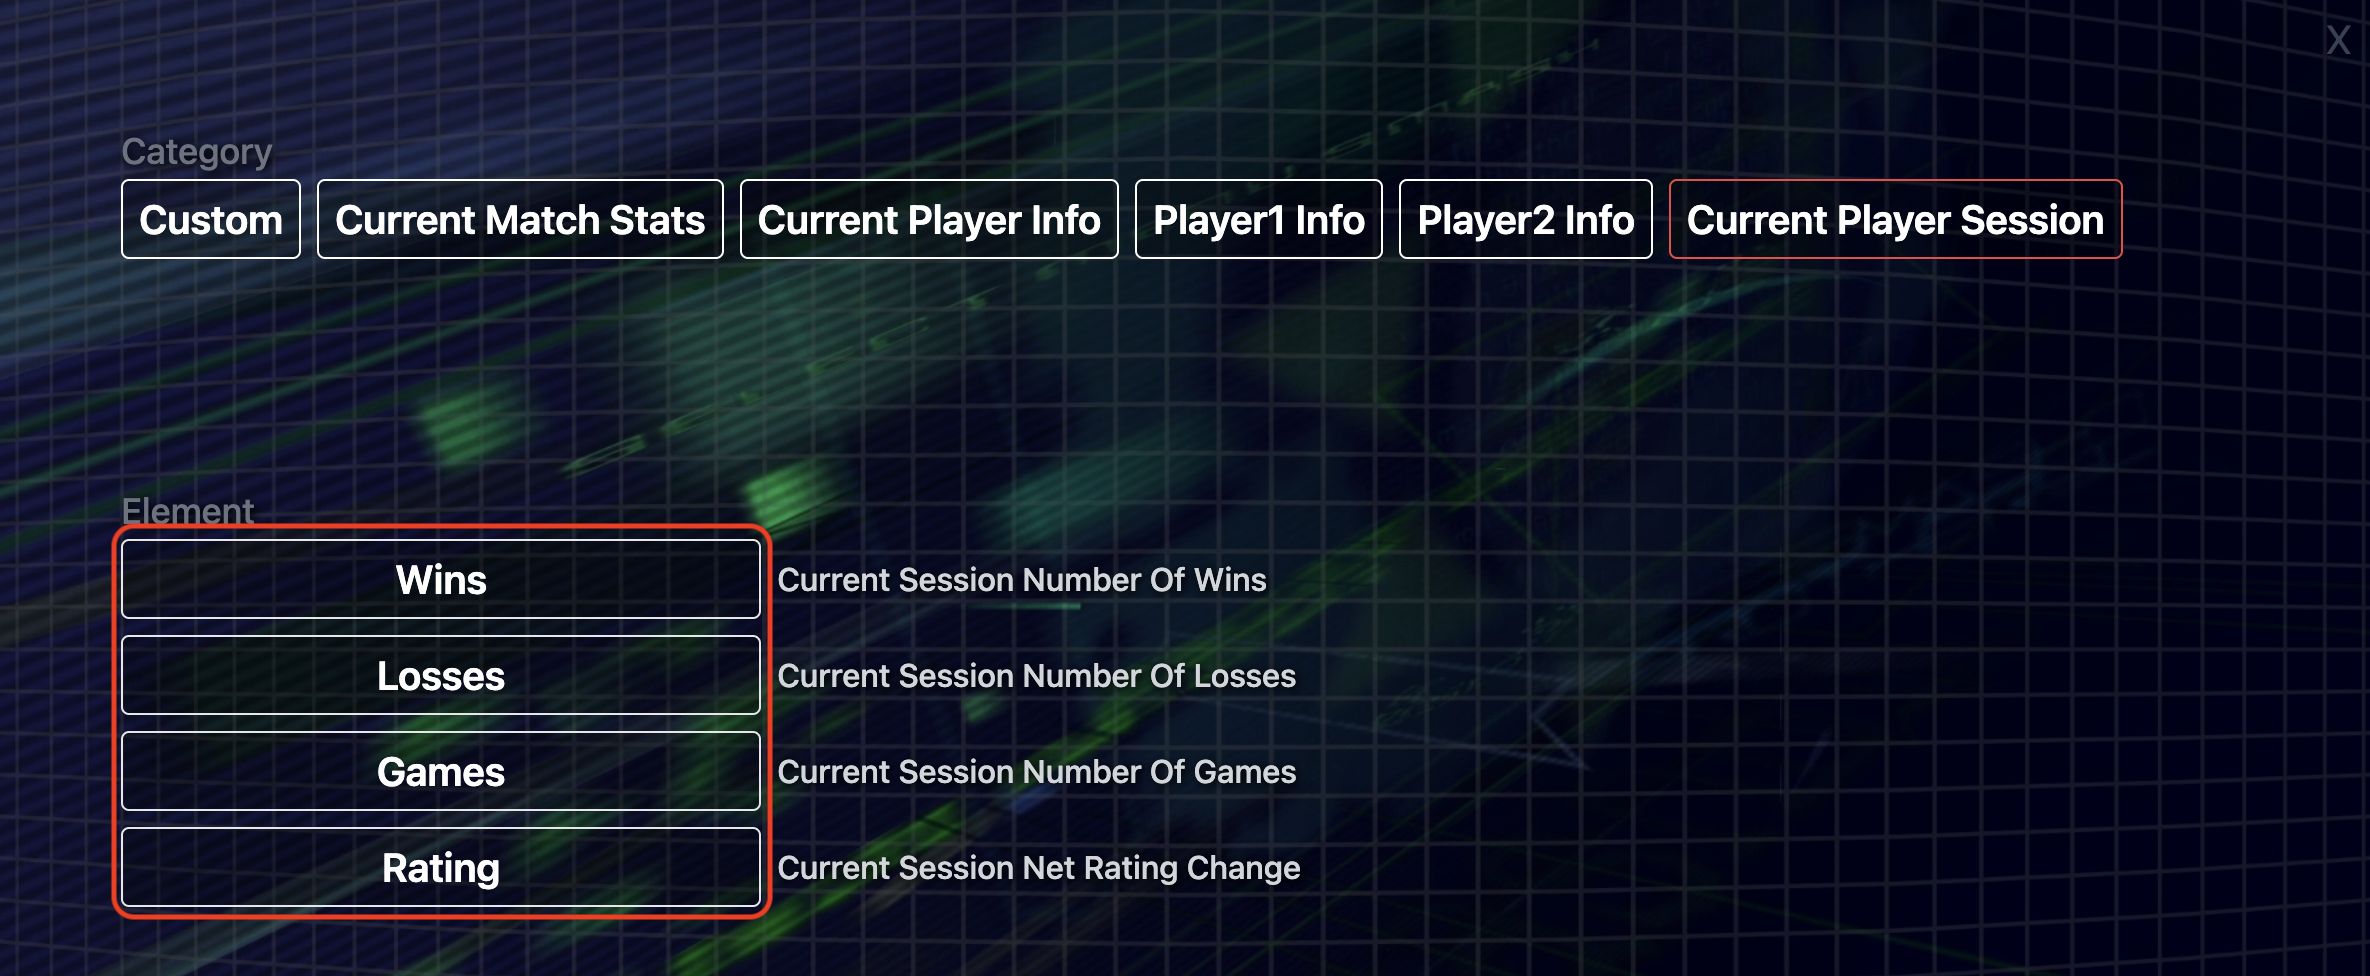 X
Category
Custom Current Match Stats Current Player Info Player1 Info Player2 Info Current Player Session
Element
Wins Current Session Number Of Wins
Losses Current Session Number Of Losses
Games Current Session Number Of Games
Rating Current Session Net Rating Change